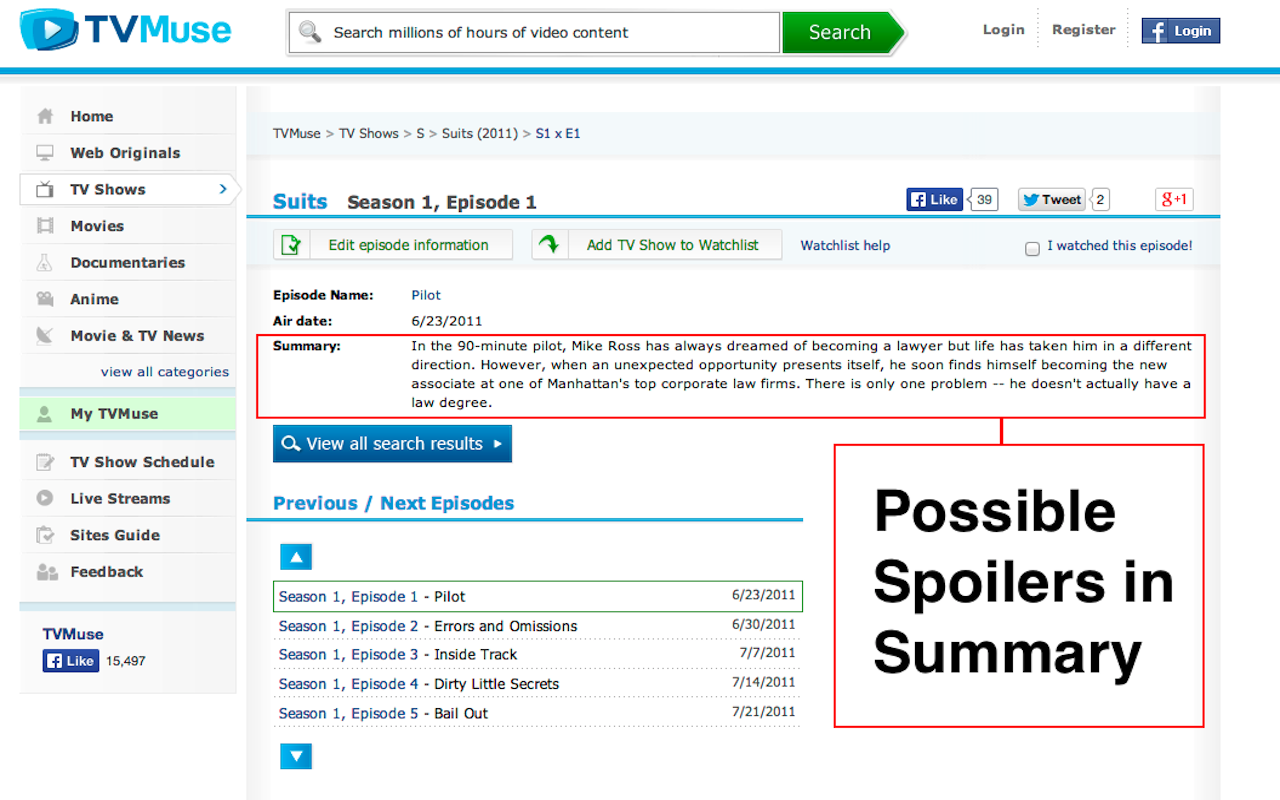 TVMuse
Search millions of hours of video content
Search
Login
Register
f Login
Home
Web Originals
TV Shows
Movies
Documentaries
Anime
Movie & TV News
view all categories
My TVMuse
TV Show Schedule
Live Streams
Sites Guide
Feedback
TVMuse
f Like 15,497
TVMuse > TV Shows > S > Suits (2011) > S1 x E1
Suits Season 1, Episode 1
f Like 39
Tweet 2
g+1
Edit episode information
Add TV Show to Watchlist
Watchlist help
I watched this episode!
Episode Name: Pilot
Air date: 6/23/2011
Summary: In the 90-minute pilot, Mike Ross has always dreamed of becoming a lawyer but life has taken him in a different
direction. However, when an unexpected opportunity presents itself, he soon finds himself becoming the new
associate at one of Manhattan's top corporate law firms. There is only one problem -- he doesn't actually have a
law degree.
View all search results
Previous / Next Episodes
Season 1, Episode 1 - Pilot 6/23/2011
Season 1, Episode 2 - Errors and Omissions 6/30/2011
Season 1, Episode 3 - Inside Track 7/7/2011
Season 1, Episode 4 - Dirty Little Secrets 7/14/2011
Season 1, Episode 5 - Bail Out 7/21/2011
Possible
Spoilers in
Summary